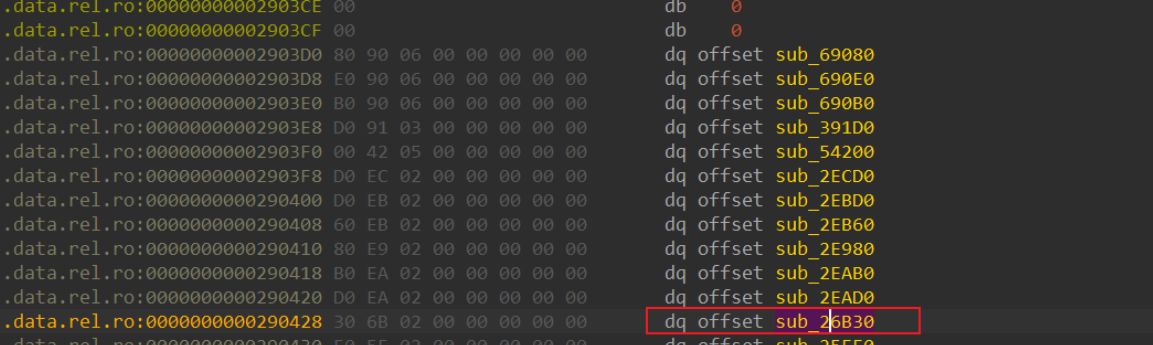 .data.rel.ro:00000000002903CE 00 db 0
.data.rel.ro:00000000002903CF 00 db 0
.data.rel.ro:00000000002903D0 80 90 06 00 00 00 00 00 dq offset sub_69080
.data.rel.ro:00000000002903D8 E0 90 06 00 00 00 00 00 dq offset sub_690E0
.data.rel.ro:00000000002903E0 B0 90 06 00 00 00 00 00 dq offset sub_690B0
.data.rel.ro:00000000002903E8 D0 91 03 00 00 00 00 00 dq offset sub_391D0
.data.rel.ro:00000000002903F0 00 42 05 00 00 00 00 00 dq offset sub_54200
.data.rel.ro:00000000002903F8 D0 EC 02 00 00 00 00 00 dq offset sub_2ECD0
.data.rel.ro:0000000000290400 D0 EB 02 00 00 00 00 00 dq offset sub_2EBD0
.data.rel.ro:0000000000290408 60 EB 02 00 00 00 00 00 dq offset sub_2EB60
.data.rel.ro:0000000000290410 80 E9 02 00 00 00 00 00 dq offset sub_2E980
.data.rel.ro:0000000000290418 B0 EA 02 00 00 00 00 00 dq offset sub_2EAB0
.data.rel.ro:0000000000290420 D0 EA 02 00 00 00 00 00 dq offset sub_2EAD0
.data.rel.ro:0000000000290428 30 6B 02 00 00 00 00 00 dq offset sub_26B30